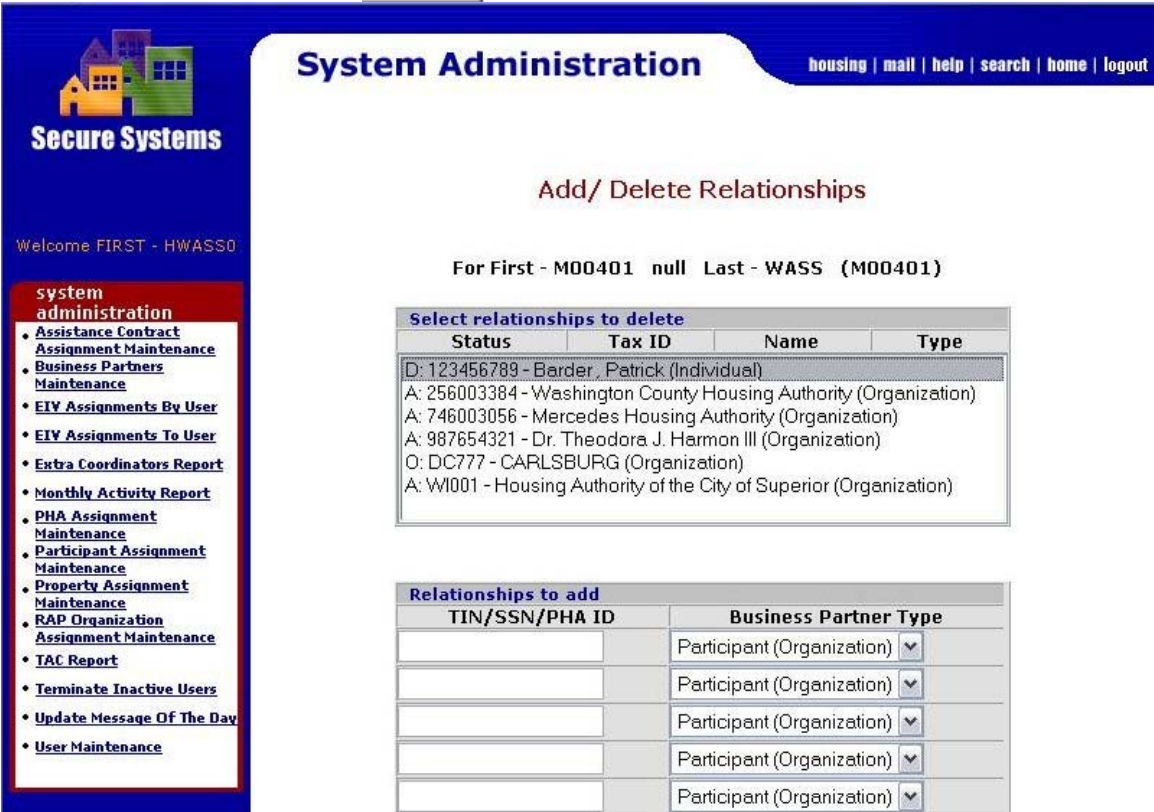 System Administration
housing | mail | help | search | home | logout
Secure Systems
Welcome FIRST - HWASS0
system
administration
• Assistance Contract
Assignment Maintenance
• Business Partners
Maintenance
• EIV Assignments By User
• EIV Assignments To User
• Extra Coordinators Report
• Monthly Activity Report
• PHA Assignment
Maintenance
• Participant Assignment
Maintenance
• Property Assignment
Maintenance
• RAP Organization
Assignment Maintenance
• TAC Report
• Terminate Inactive Users
• Update Message Of The Day
• User Maintenance
Add/ Delete Relationships
For First - M00401 null Last - WASS (M00401)
Select relationships to delete
Status Tax ID Name Type
D: 123456789 - Barder , Patrick (Individual)
A: 256003384 - Washington County Housing Authority (Organization)
A: 746003056 - Mercedes Housing Authority (Organization)
A: 987654321 - Dr. Theodora J. Harmon III (Organization)
O: DC777 - CARLSBURG (Organization)
A: WI001 - Housing Authority of the City of Superior (Organization)
Relationships to add
TIN/SSN/PHA ID Business Partner Type
Participant (Organization)
Participant (Organization)
Participant (Organization)
Participant (Organization)
Participant (Organization)